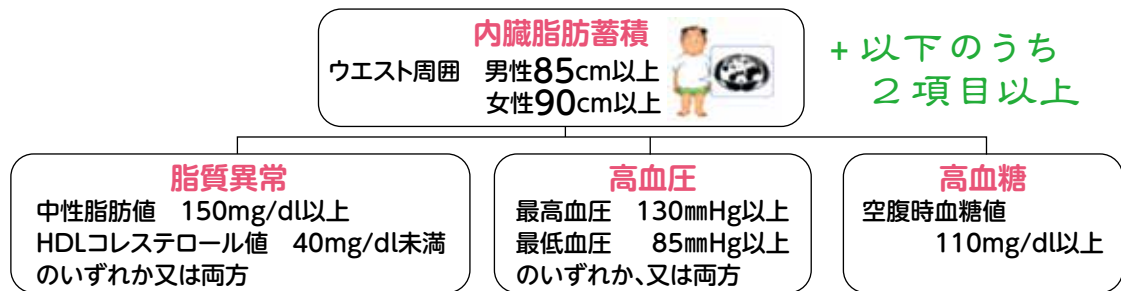 内臓脂肪蓄積
ウエスト周囲　男性85cm以上
女性90cm以上
+以下のうち
2項目以上
脂質異常
中性脂肪値　150mg/dl以上
HDLコレステロール値　40mg/dl未満
のいずれか又は両方
高血圧
最高血圧　130mmHg以上
最低血圧　85mmHg以上
のいずれか、又は両方
高血糖
空腹時血糖値
110mg/dl以上